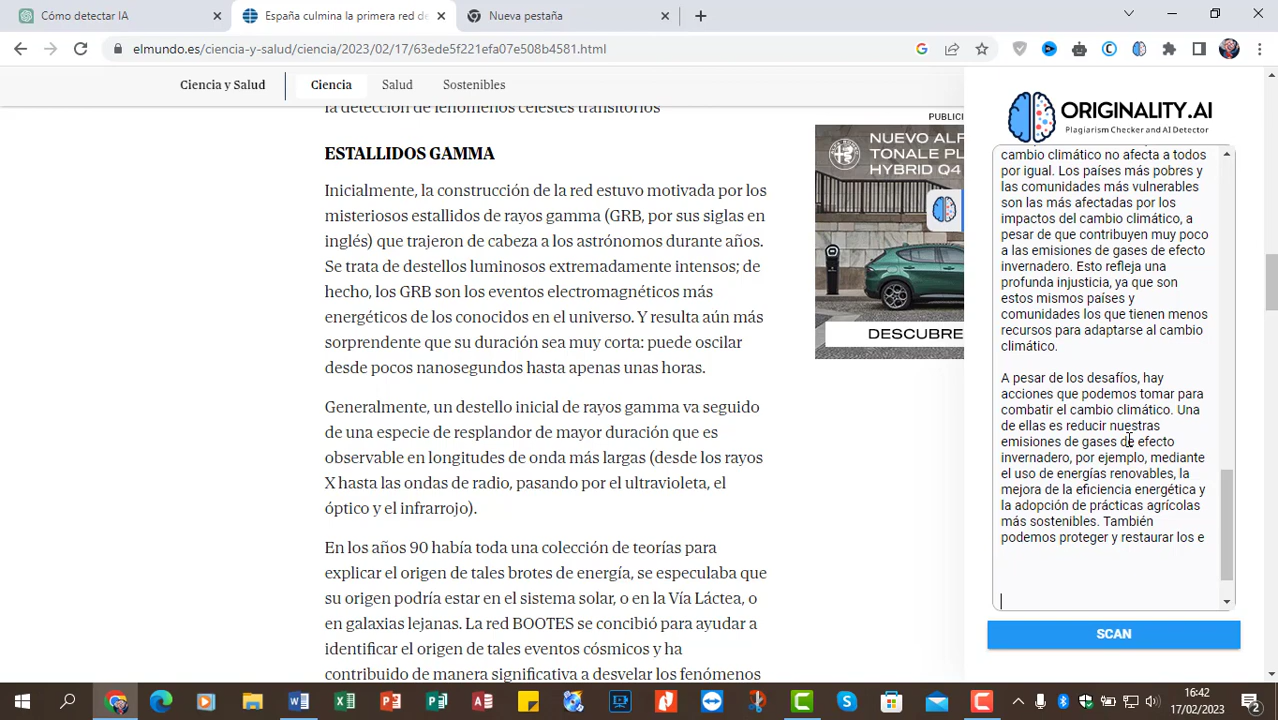 Cómo detectar IA
España culmina la primera red de
Nueva pestaña
elmundo.es/ciencia-y-salud/ciencia/2023/02/17/63ede5f221efa07e508b4581.html
Ciencia y Salud
Ciencia
Salud
Sostenibles
la detección de fenómenos celestes transitorios
ESTALLIDOS GAMMA
Inicialmente, la construcción de la red estuvo motivada por los
misteriosos estallidos de rayos gamma (GRB, por sus siglas en
inglés) que trajeron de cabeza a los astrónomos durante años.
Se trata de destellos luminosos extremadamente intensos; de
hecho, los GRB son los eventos electromagnéticos más
energéticos de los conocidos en el universo. Y resulta aún más
sorprendente que su duración sea muy corta: puede oscilar
desde pocos nanosegundos hasta apenas unas horas.
Generalmente, un destello inicial de rayos gamma va seguido
de una especie de resplandor de mayor duración que es
observable en longitudes de onda más largas (desde los rayos
X hasta las ondas de radio, pasando por el ultravioleta, el
óptico y el infrarrojo).
En los años 90 había toda una colección de teorías para
explicar el origen de tales brotes de energía, se especulaba que
su origen podría estar en el sistema solar, o en la Vía Láctea, o
en galaxias lejanas. La red BOOTES se concibió para ayudar a
identificar el origen de tales eventos cósmicos y ha
contribuido de manera significativa a desvelar los fenómenos
PUBLICI
NUEVO ALF
TONALE PL
HYBRID Q4
DESCUBRE
ORIGINALITY.AI
Plagiarism Checker and AI Detector
cambio climático no afecta a todos
por igual. Los países más pobres y
las comunidades más vulnerables
son las más afectadas por los
impactos del cambio climático, a
pesar de que contribuyen muy poco
a las emisiones de gases de efecto
invernadero. Esto refleja una
profunda injusticia, ya que son
estos mismos países y
comunidades los que tienen menos
recursos para adaptarse al cambio
climático.
A pesar de los desafíos, hay
acciones que podemos tomar para
combatir el cambio climático. Una
de ellas es reducir nuestras
emisiones de gases de efecto
invernadero, por ejemplo, mediante
el uso de energías renovables, la
mejora de la eficiencia energética y
la adopción de prácticas agrícolas
más sostenibles. También
podemos proteger y restaurar los e
SCAN
16:42
17/02/2023
2